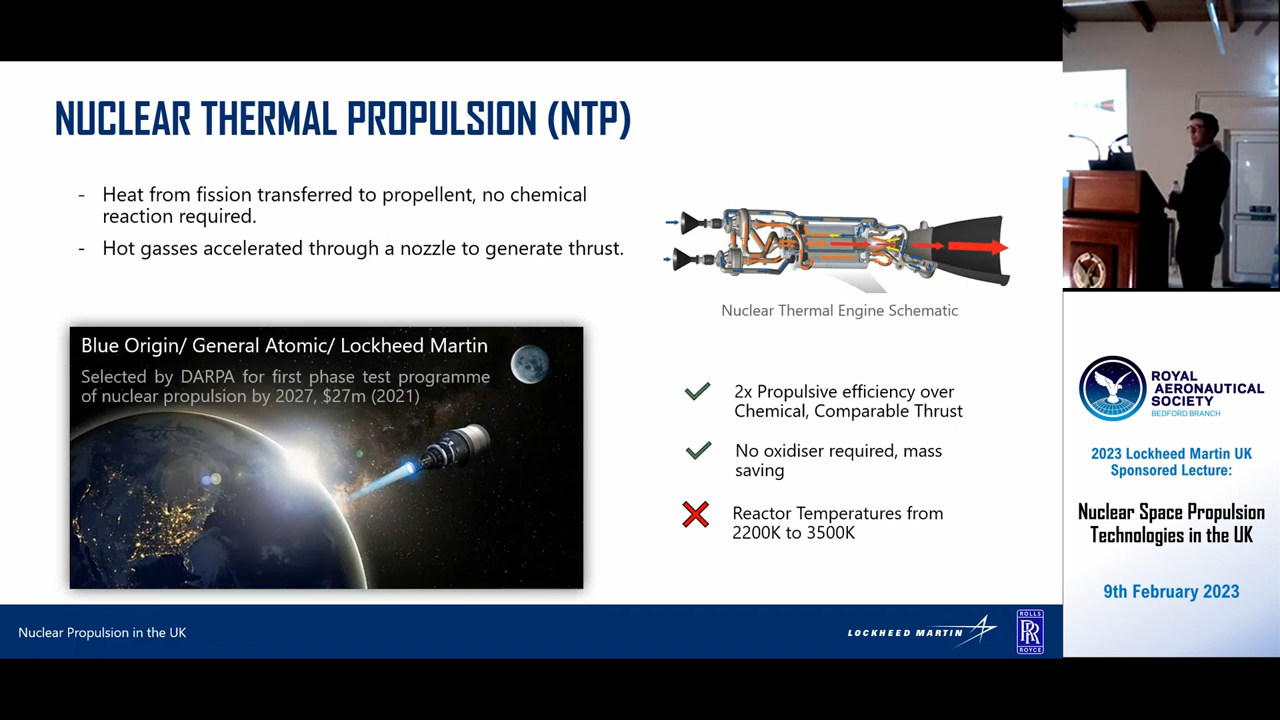 NUCLEAR THERMAL PROPULSION (NTP)
- Heat from fission transferred to propellent, no chemical
reaction required.
- Hot gasses accelerated through a nozzle to generate thrust.
Nuclear Thermal Engine Schematic
Blue Origin/ General Atomic/ Lockheed Martin
Selected by DARPA for first phase test programme
of nuclear propulsion by 2027, $27m (2021)
2x Propulsive efficiency over
Chemical, Comparable Thrust
No oxidiser required, mass
saving
Reactor Temperatures from
2200K to 3500K
Nuclear Propulsion in the UK
LOCKHEED MARTIN
ROLLS
RR
ROYCE
ROYAL
AERONAUTICAL
SOCIETY
BEDFORD BRANCH
2023 Lockheed Martin UK
Sponsored Lecture:
Nuclear Space Propulsion
Technologies in the UK
9th February 2023